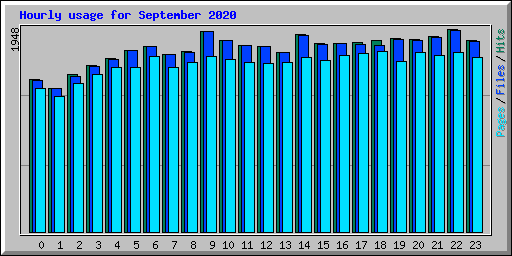 Hourly usage for September 2020
1948
Pages/Files/Hits
0 1 2 3 4 5 6 7 8 9 10 11 12 13 14 15 16 17 18 19 20 21 22 23